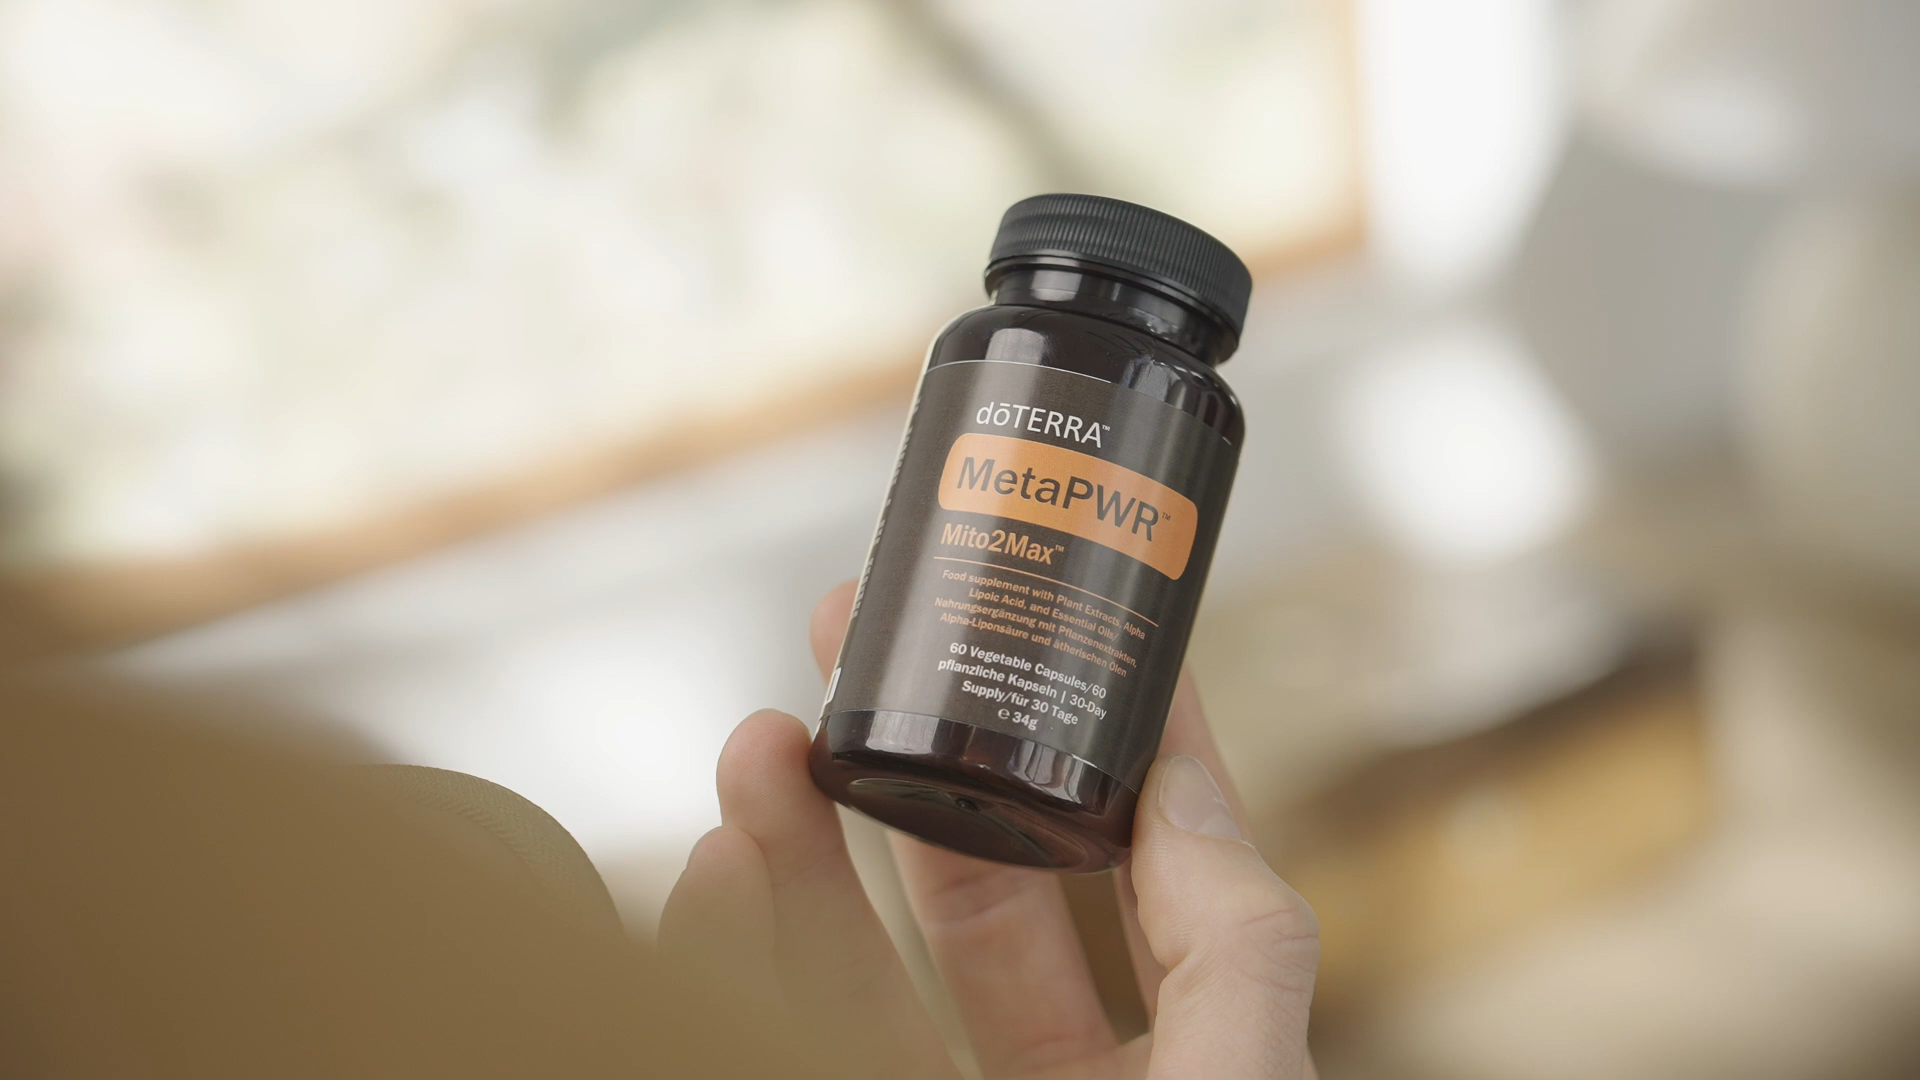 dōTERRA™
MetaPWR™
Mito2Max™
Food supplement with Plant Extracts, Alpha
Lipoic Acid, and Essential Oils/
Nahrungsergänzung mit Pflanzenextrakten,
Alpha-Liponsäure und ätherischen Ölen
60 Vegetable Capsules/60
pflanzliche Kapseln | 30-Day
Supply/für 30 Tage
℮ 34g